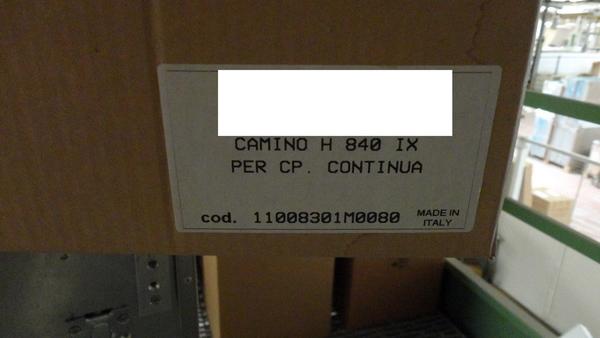 CAMINO H 840 IX
PER CP. CONTINUA
cod. 11008301M0080
MADE IN
ITALY